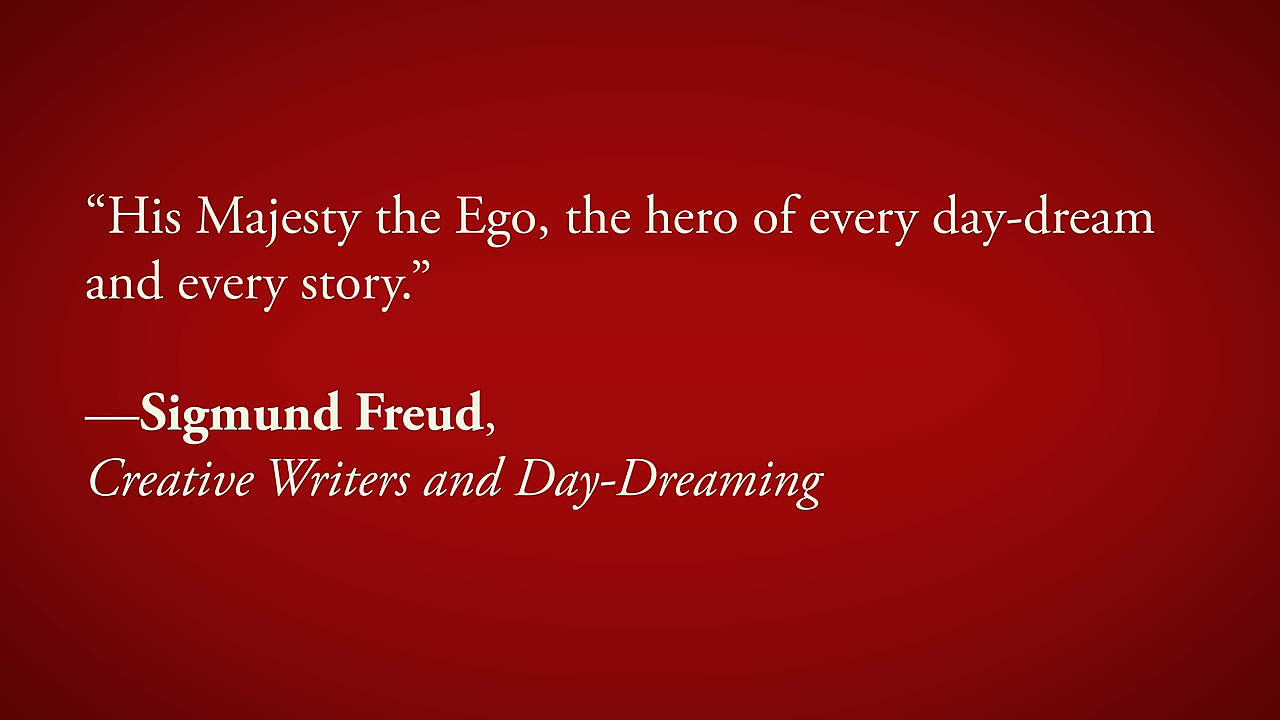 “His Majesty the Ego, the hero of every day-dream
and every story.”
—Sigmund Freud,
Creative Writers and Day-Dreaming